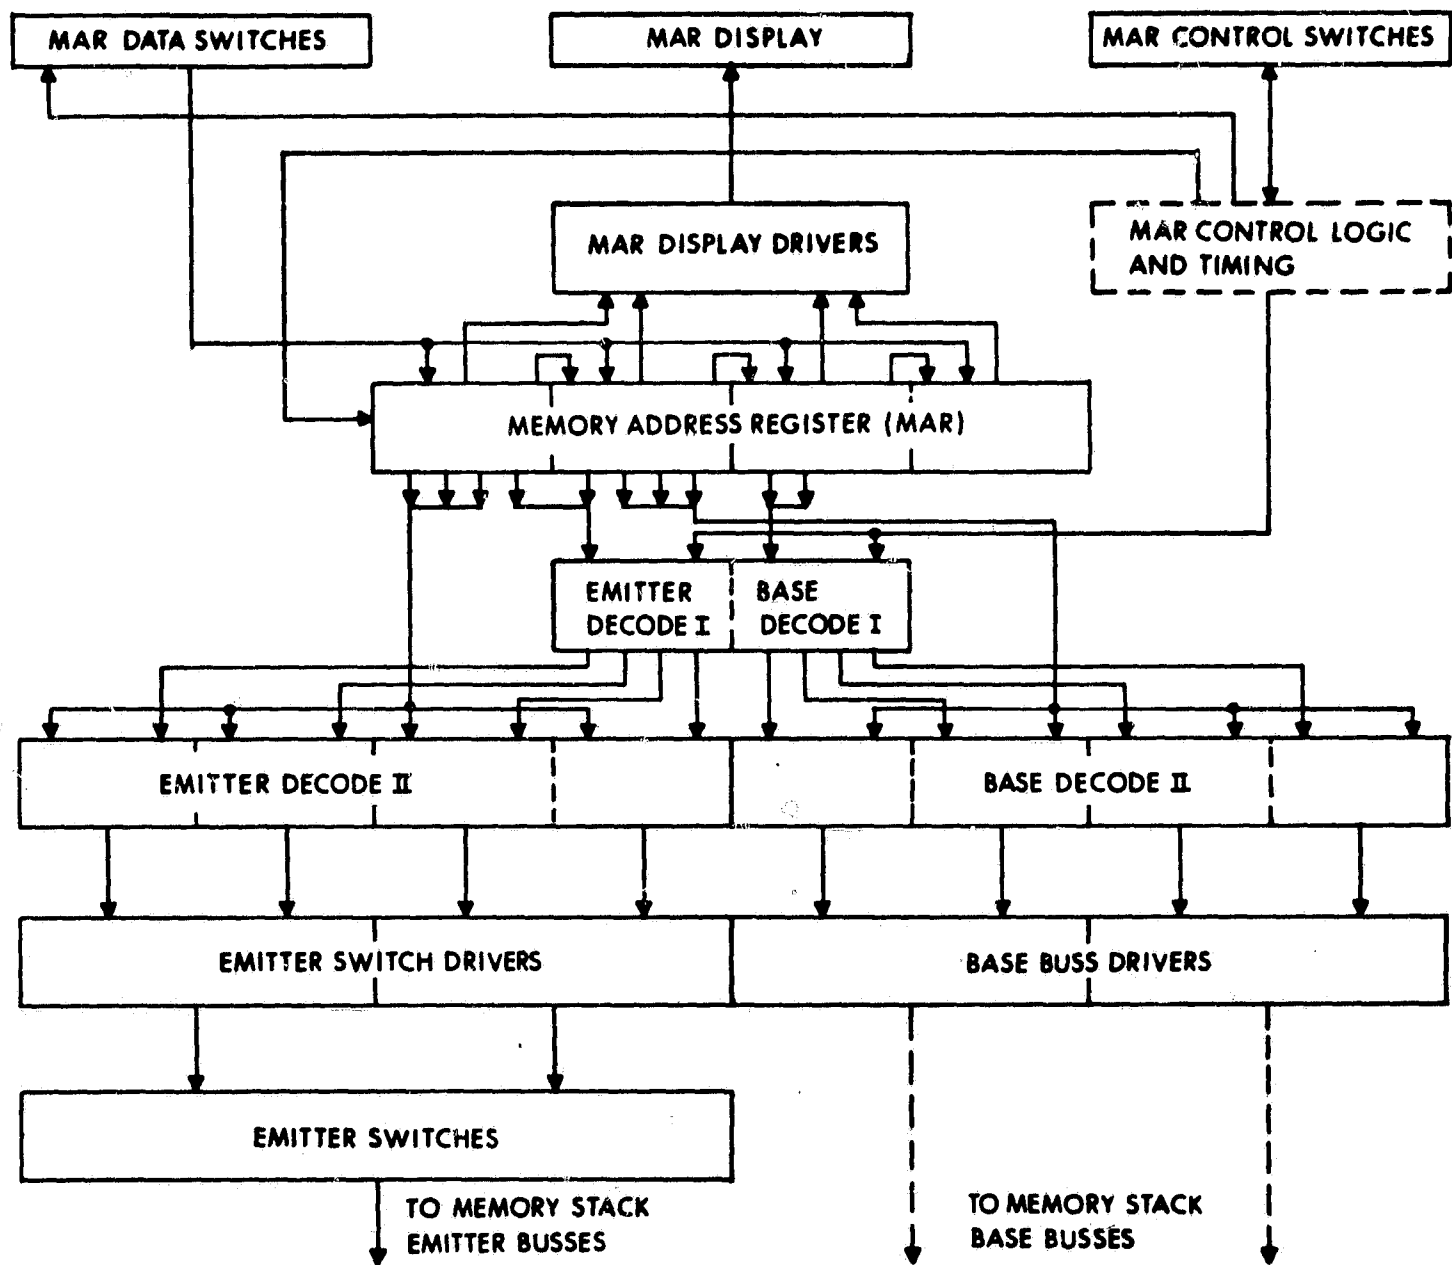 MAR DATA SWITCHES
MAR DISPLAY
MAR CONTROL SWITCHES
MAR DISPLAY DRIVERS
MAR CONTROL LOGIC
AND TIMING
MEMORY ADDRESS REGISTER (MAR)
EMITTER
DECODE I
BASE
DECODE I
EMITTER DECODE II
BASE DECODE II
EMITTER SWITCH DRIVERS
BASE BUSS DRIVERS
EMITTER SWITCHES
TO MEMORY STACK
EMITTER BUSSES
TO MEMORY STACK
BASE BUSSES